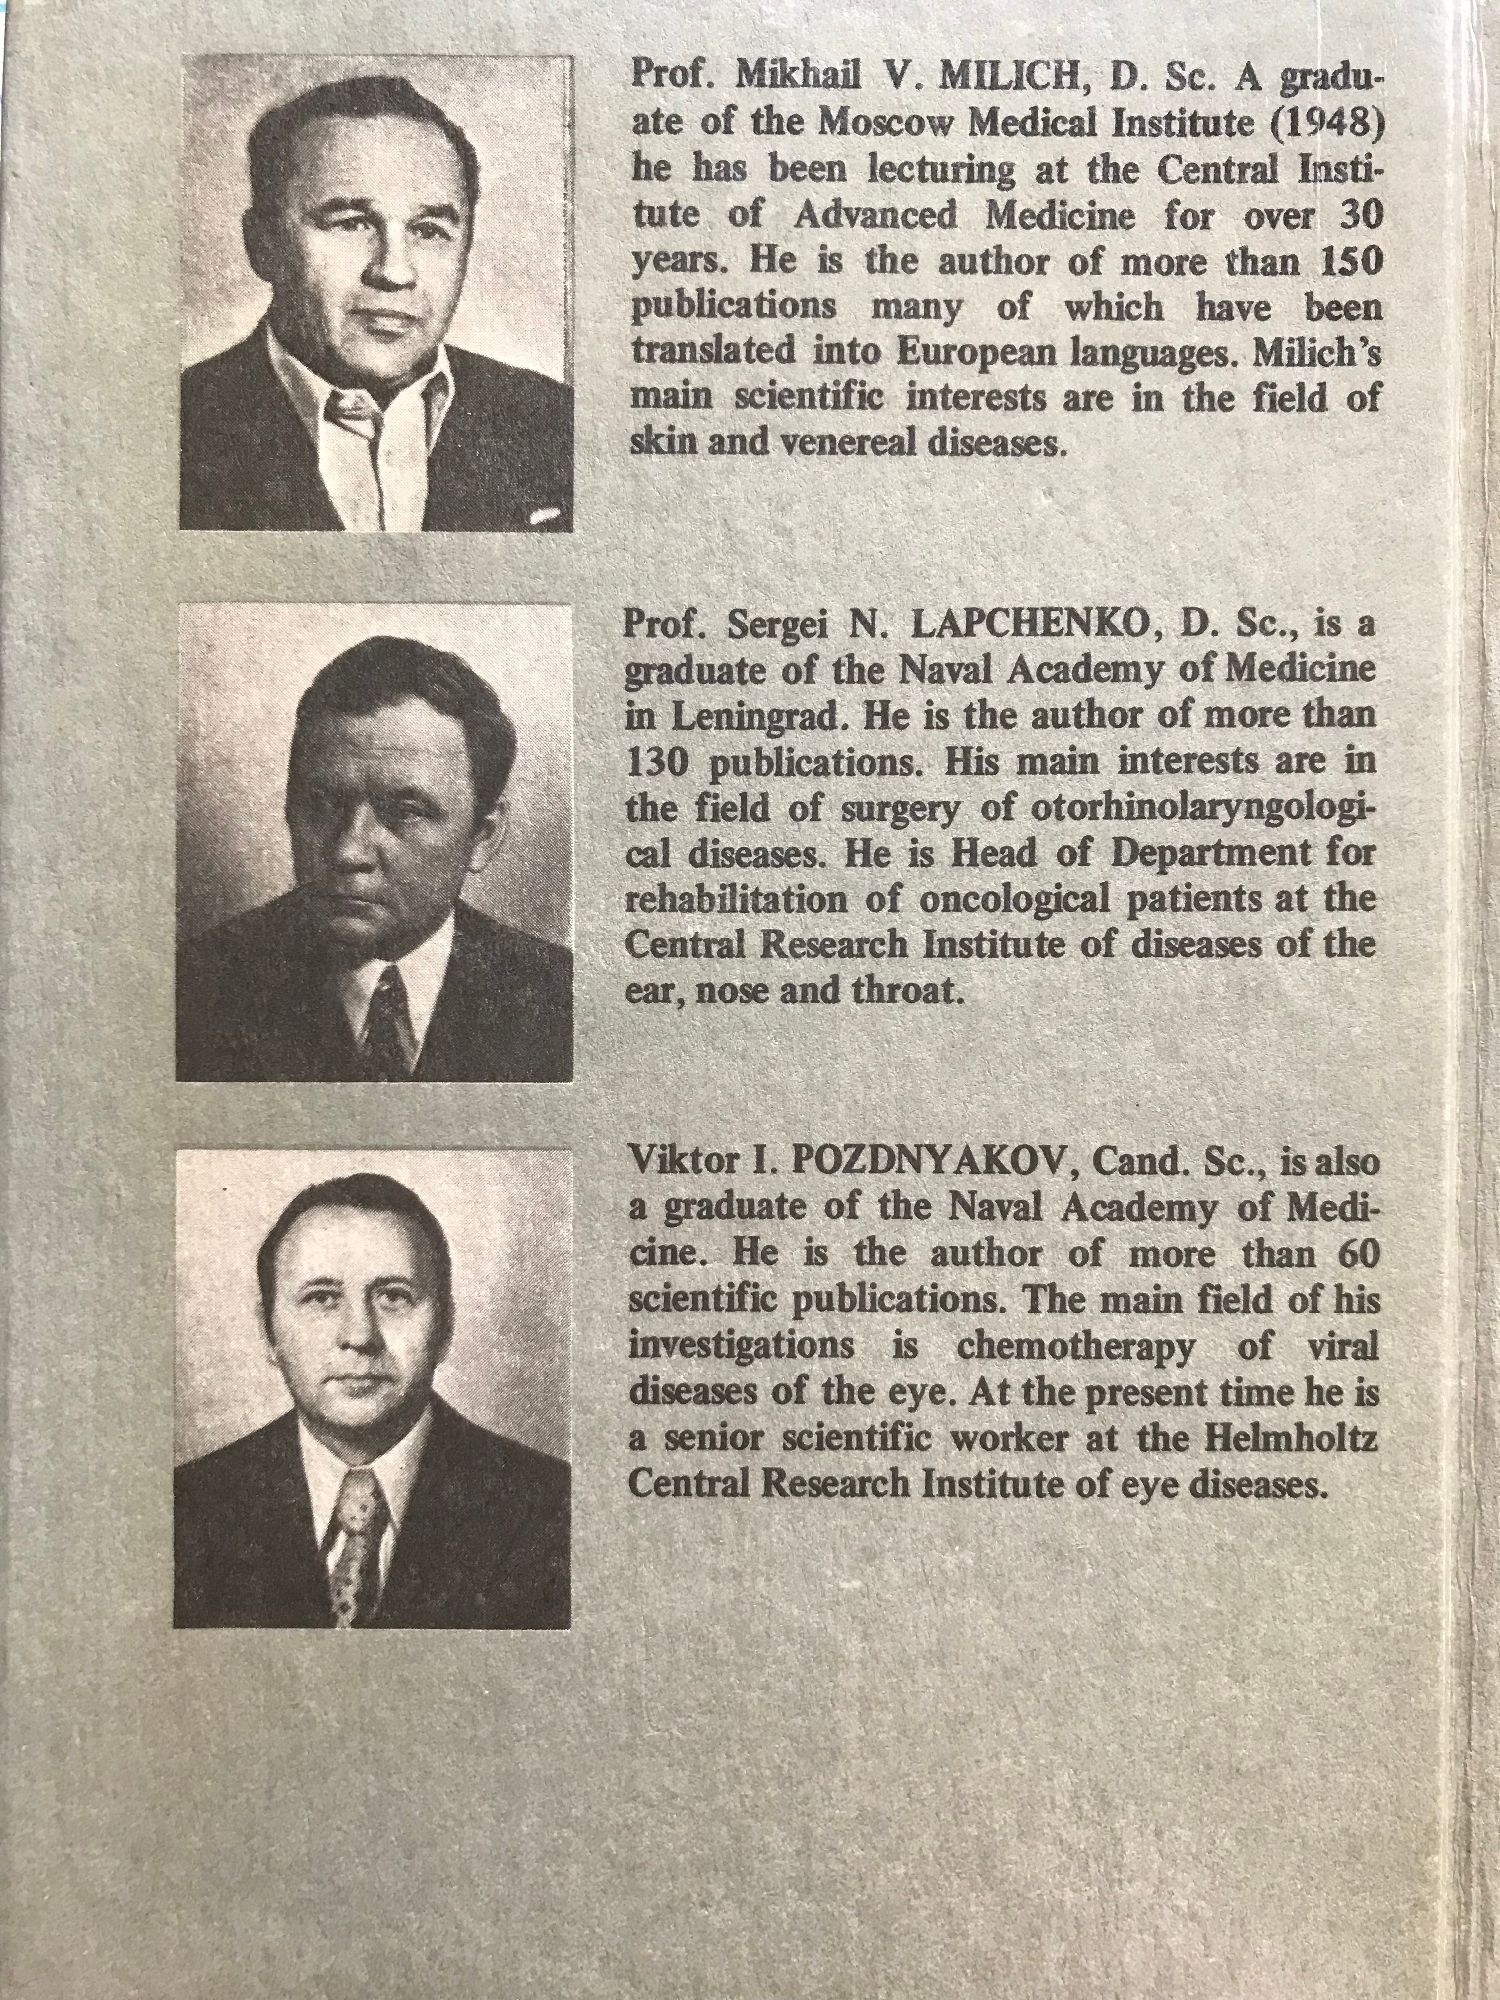 Prof. Mikhail V. MILICH, D. Sc. A gradu-
ate of the Moscow Medical Institute (1948)
he has been lecturing at the Central Insti-
tute of Advanced Medicine for over 30
years. He is the author of more than 150
publications many of which have been
translated into European languages. Milich's
main scientific interests are in the field of
skin and venereal diseases.
Prof. Sergei N. LAPCHENKO, D. Sc., is a
graduate of the Naval Academy of Medicine
in Leningrad. He is the author of more than
130 publications. His main interests are in
the field of surgery of otorhinolaryngologi-
cal diseases. He is Head of Department for
rehabilitation of oncological patients at the
Central Research Institute of diseases of the
ear, nose and throat.
Viktor I. POZDNYAKOV, Cand. Sc., is also
a graduate of the Naval Academy of Medi-
cine. He is the author of more than 60
scientific publications. The main field of his
investigations is chemotherapy of viral
diseases of the eye. At the present time he is
a senior scientific worker at the Helmholtz
Central Research Institute of eye diseases.